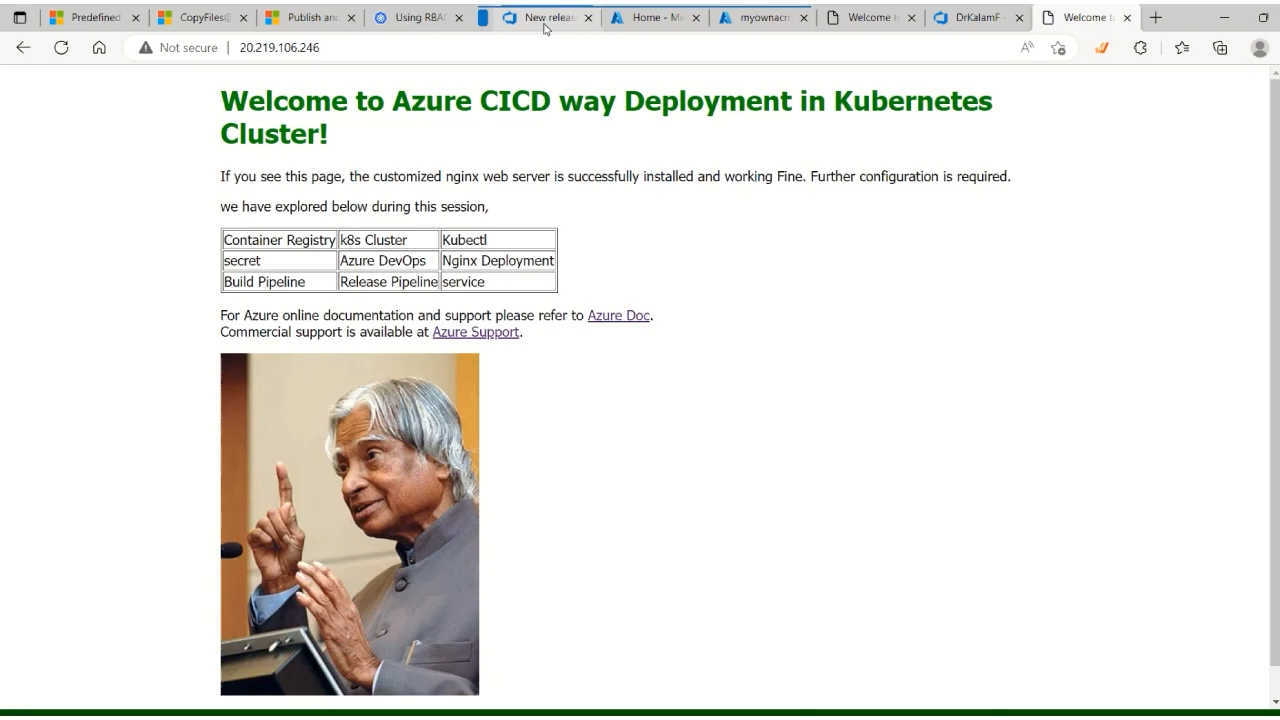 Predefined
CopyFiles@
Publish an
Using RBA
New releas
Home - M
myownacr
Welcome t
DrKalamF -
Welcome t
Not secure
20.219.106.246
Welcome to Azure CICD way Deployment in Kubernetes
Cluster!
If you see this page, the customized nginx web server is successfully installed and working Fine. Further configuration is required.
we have explored below during this session,
Container Registry k8s Cluster Kubectl
secret Azure DevOps Nginx Deployment
Build Pipeline Release Pipeline service
For Azure online documentation and support please refer to Azure Doc.
Commercial support is available at Azure Support.